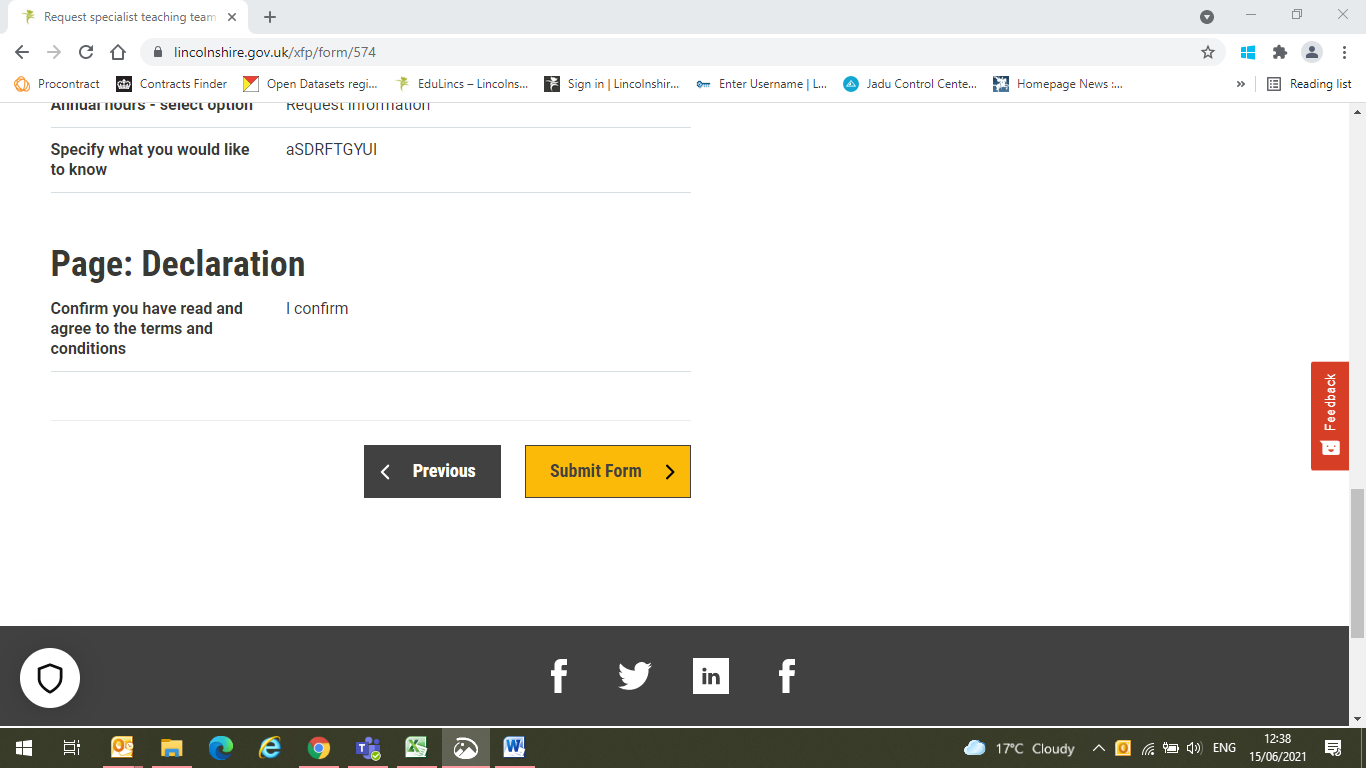 Request specialist teaching team
lincolnshire.gov.uk/xfp/form/574
Procontract Contracts Finder Open Datasets regi... EduLincs – Lincolns... Sign in | Lincolnshir... Enter Username | L... Jadu Control Cente... Homepage News :... » Reading list
Annual hours - select option Request information
Specify what you would like aSDRFTGYUI
to know
Page: Declaration
Confirm you have read and I confirm
agree to the terms and
conditions
Feedback
Previous Submit Form
17°C Cloudy ENG 12:38
15/06/2021